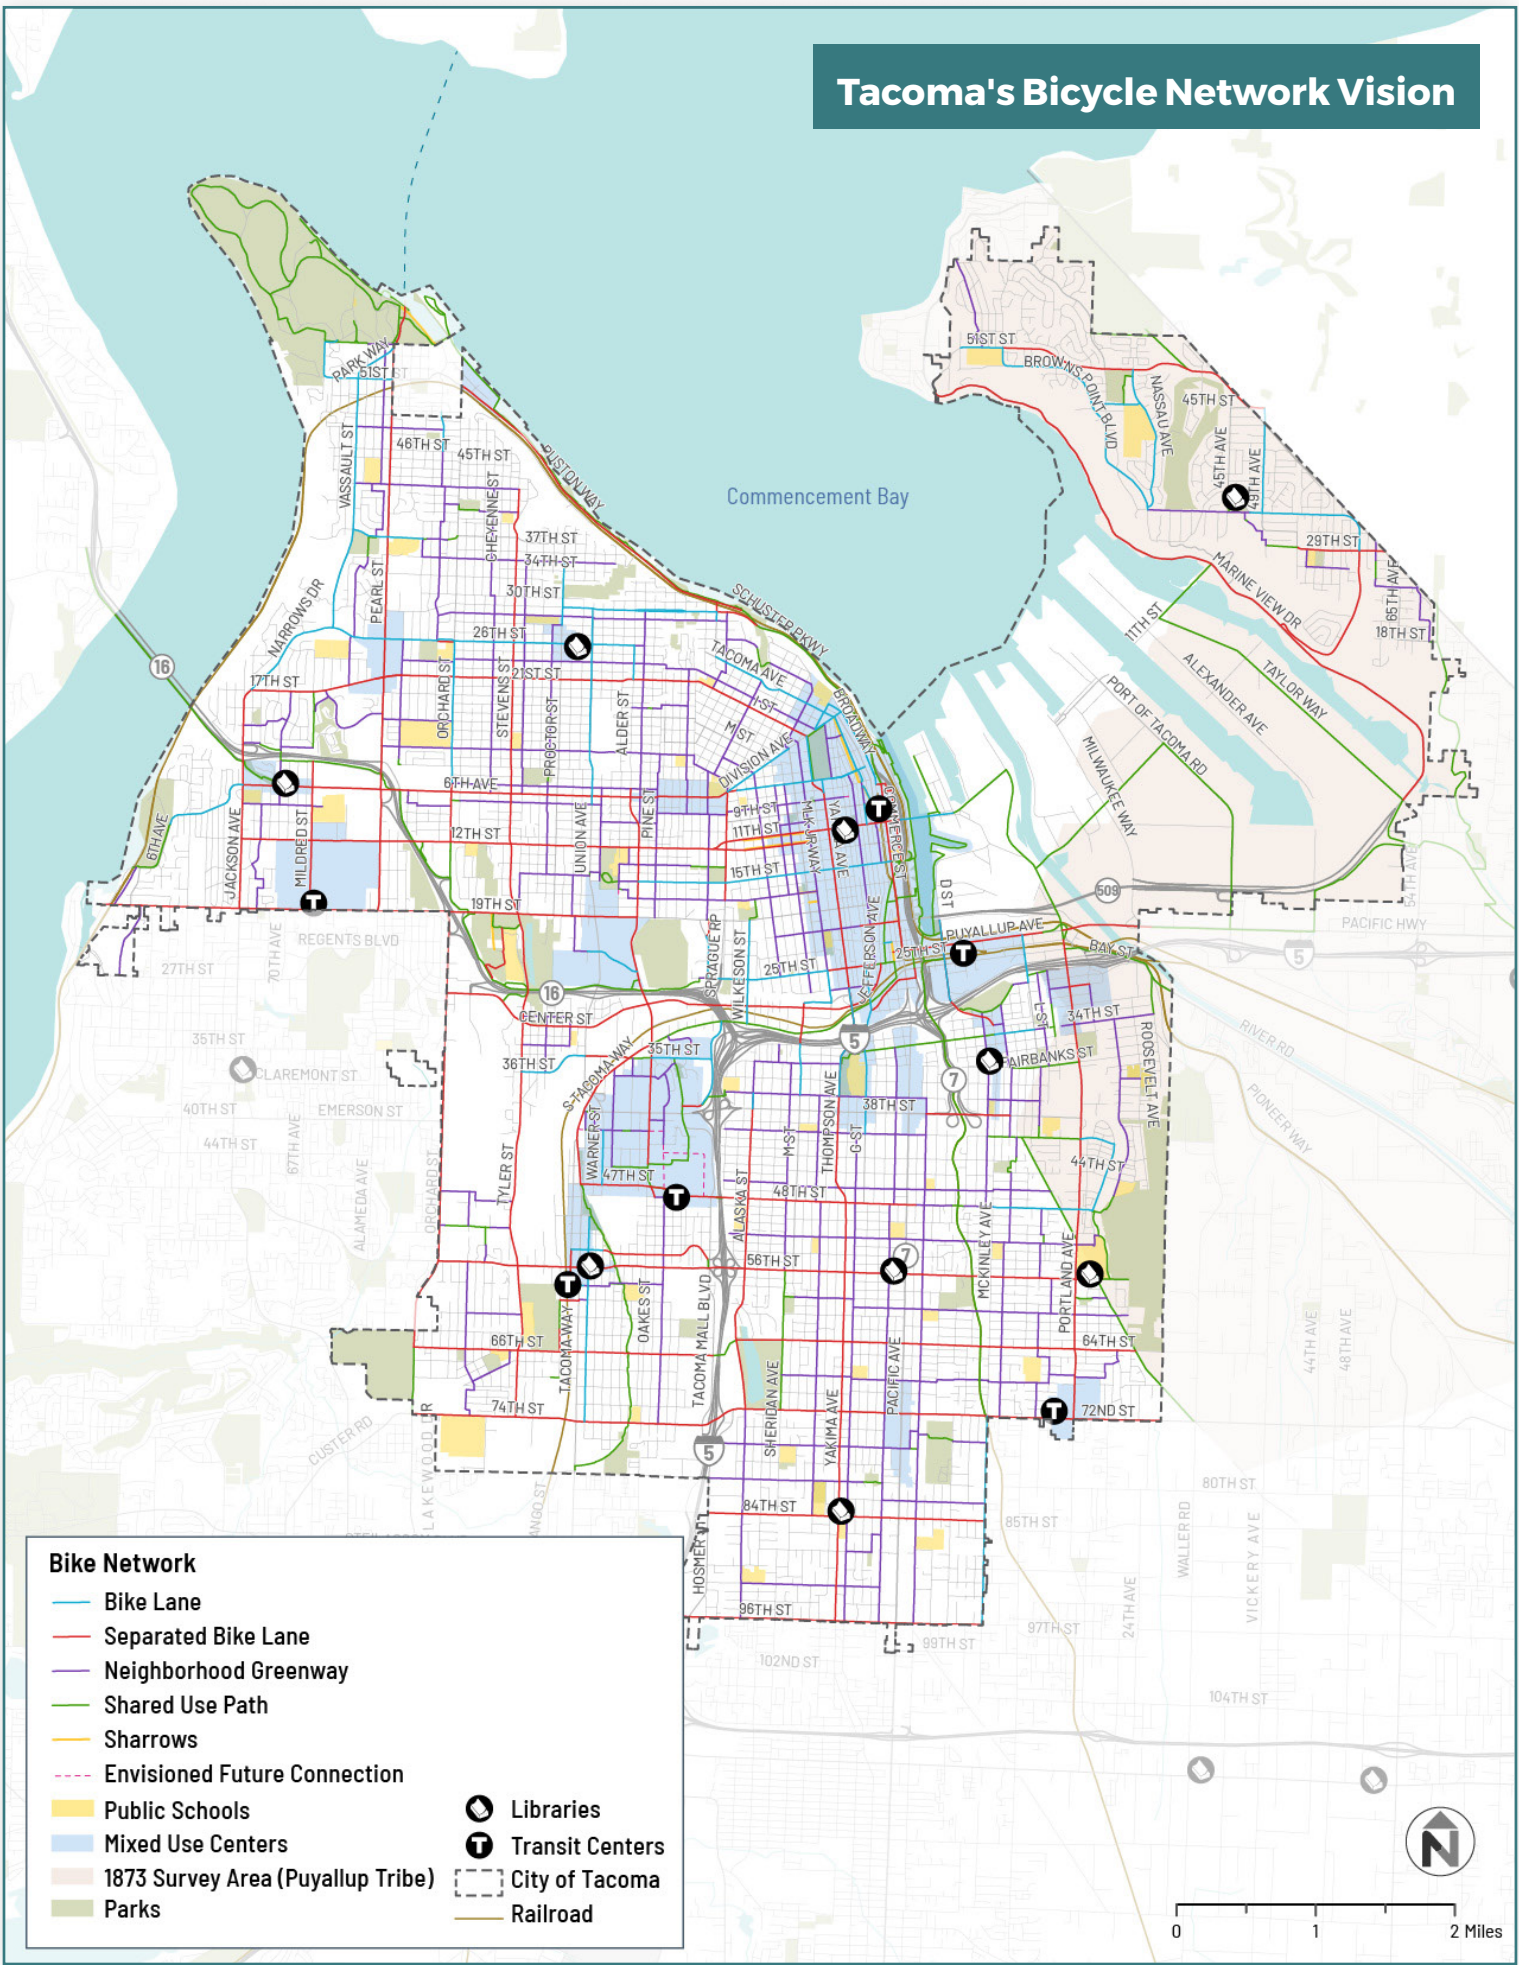 Tacoma's Bicycle Network Vision
51ST ST
BROWNS POINT BLVD
NASSAU AVE
45TH ST
45TH AVE
49TH AVE
29TH ST
65TH AVE
18TH ST
MARINE VIEW DR
PARK WAY
51ST ST
46TH ST
45TH ST
VASSAULT ST
CHEYENNE ST
RUSTON WAY
Commencement Bay
37TH ST
34TH ST
30TH ST
PEARL ST
NARROWS DR
SCHUSTER PKWY
26TH ST
11TH ST
16
17TH ST
21ST ST
TACOMA AVE
I ST
M ST
ORCHARD ST
STEVENS ST
PROCTOR ST
ALDER ST
BROADWAY
DIVISION AVE
ALEXANDER AVE
TAYLOR WAY
PORT OF TACOMA RD
MILWAUKEE WAY
6TH AVE
6TH AVE
JACKSON AVE
MILDRED ST
12TH ST
UNION AVE
PINE ST
9TH ST
11TH ST
MLK JR WAY
COMMERCE ST
15TH ST
19TH ST
D ST
509
54TH AVE
PACIFIC HWY
5
REGENTS BLVD
27TH ST
70TH AVE
SPRAGUE RP
WILKESON ST
25TH ST
JEFFERSON AVE
25TH ST
PUYALLUP AVE
BAY ST
16
CENTER ST
35TH ST
36TH ST
S TACOMA WAY
35TH ST
5
L ST
34TH ST
FAIRBANKS ST
ROOSEVELT AVE
RIVER RD
PIONEER WAY
CLAREMONT ST
40TH ST
EMERSON ST
44TH ST
67TH AVE
ALAMEDA AVE
ORCHARD ST
7
38TH ST
THOMPSON AVE
M ST
G ST
WARNER ST
47TH ST
TYLER ST
44TH ST
48TH ST
ALASKA ST
MCKINLEY AVE
7
56TH ST
PORTLAND AVE
OAKES ST
TACOMA MALL BLVD
66TH ST
64TH ST
44TH AVE
48TH AVE
TACOMA WAY
SHERIDAN AVE
YAKIMA AVE
PACIFIC AVE
74TH ST
72ND ST
CUSTER RD
LAKEWOOD DR
5
80TH ST
84TH ST
85TH ST
WALLER RD
VICKERY AVE
HOSMER
24TH AVE
96TH ST
97TH ST
99TH ST
102ND ST
104TH ST
Bike Network
Bike Lane
Separated Bike Lane
Neighborhood Greenway
Shared Use Path
Sharrows
Envisioned Future Connection
Public Schools
Mixed Use Centers
1873 Survey Area (Puyallup Tribe)
Parks
Libraries
Transit Centers
City of Tacoma
Railroad
N
0 1 2 Miles